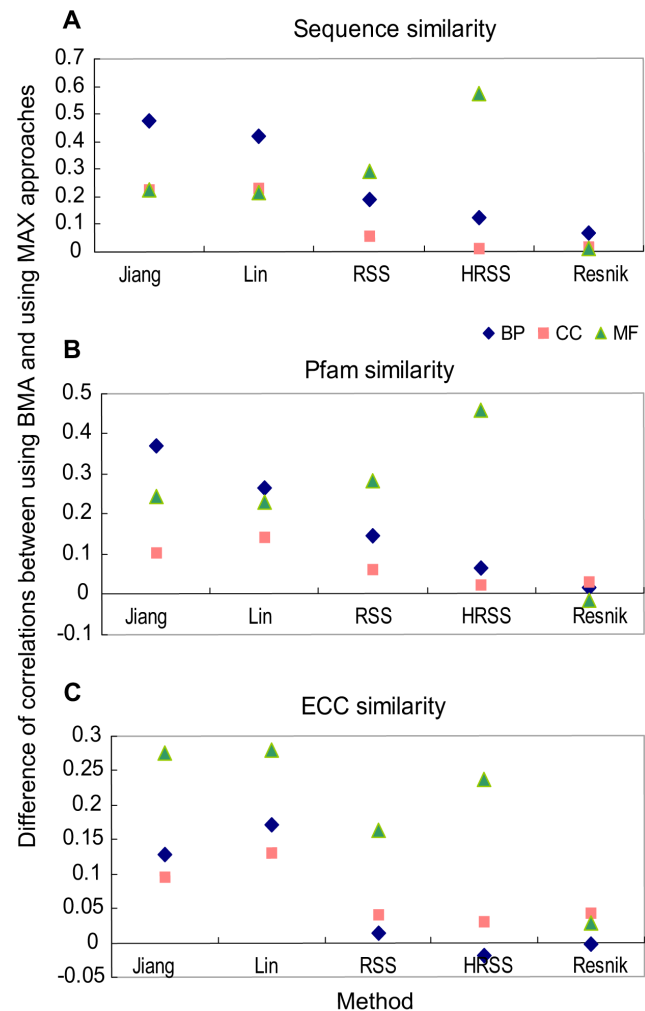 A
Sequence similarity
0.7
0.6
0.5
0.4
0.3
0.2
0.1
0
Jiang Lin RSS HRSS Resnik
BP CC MF
B
Pfam similarity
0.5
0.4
0.3
0.2
0.1
0
-0.1
Jiang Lin RSS HRSS Resnik
C
ECC similarity
0.3
0.25
0.2
0.15
0.1
0.05
0
-0.05
Jiang Lin RSS HRSS Resnik
Method
Difference of correlations between using BMA and using MAX approaches